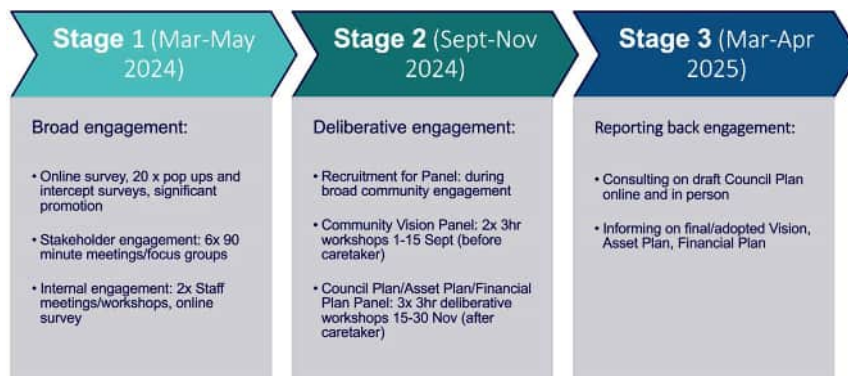 Stage 1 (Mar-May
2024)
Broad engagement:
• Online survey, 20 x pop ups and
intercept surveys, significant
promotion
• Stakeholder engagement: 6x 90
minute meetings/focus groups
• Internal engagement: 2x Staff
meetings/workshops, online
survey
Stage 2 (Sept-Nov
2024)
Deliberative engagement:
• Recruitment for Panel: during
broad community engagement
• Community Vision Panel: 2x 3hr
workshops 1-15 Sept (before
caretaker)
• Council Plan/Asset Plan/Financial
Plan Panel: 3x 3hr deliberative
workshops 15-30 Nov (after
caretaker)
Stage 3 (Mar-Apr
2025)
Reporting back engagement:
• Consulting on draft Council Plan
online and in person
• Informing on final/adopted Vision,
Asset Plan, Financial Plan